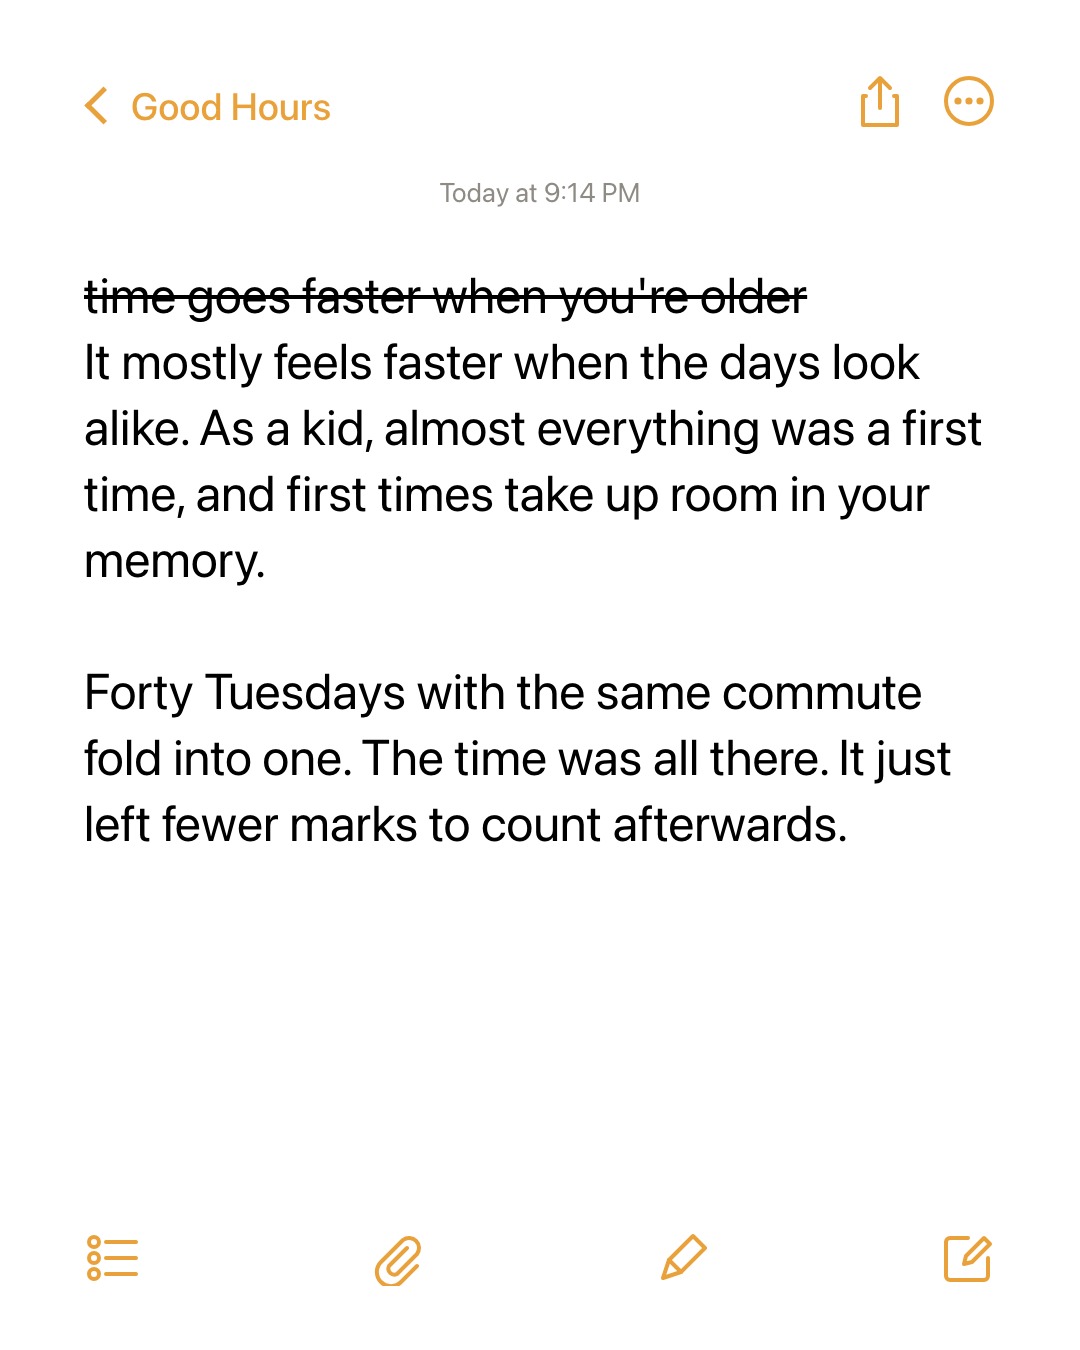 Good Hours
Today at 9:14 PM
time goes faster when you're older
It mostly feels faster when the days look
alike. As a kid, almost everything was a first
time, and first times take up room in your
memory.
Forty Tuesdays with the same commute
fold into one. The time was all there. It just
left fewer marks to count afterwards.